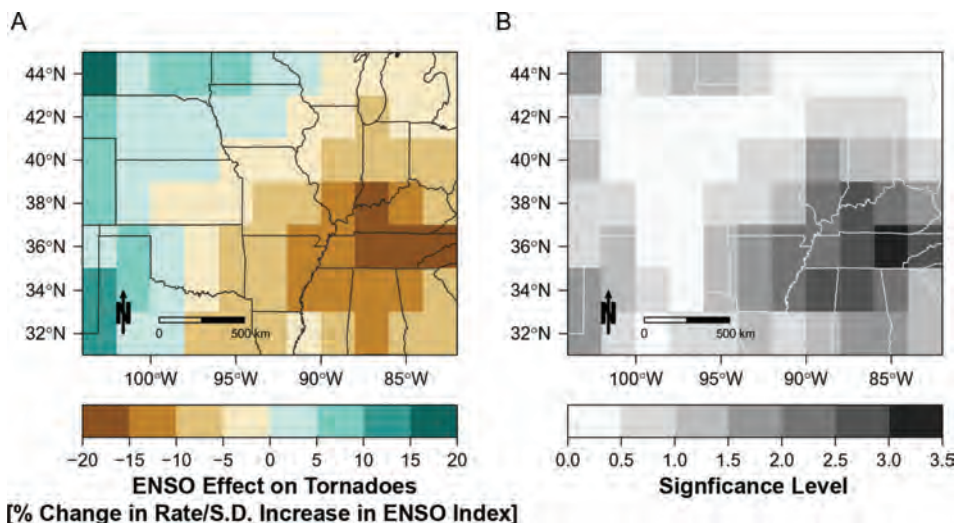 A
B
44°N
42°N
40°N
38°N
36°N
34°N
32°N
N
0 500 km
100°W 95°W 90°W 85°W
−20 −15 −10 −5 0 5 10 15 20
ENSO Effect on Tornadoes
[% Change in Rate/S.D. Increase in ENSO Index]
44°N
42°N
40°N
38°N
36°N
34°N
32°N
N
0 500 km
100°W 95°W 90°W 85°W
0.0 0.5 1.0 1.5 2.0 2.5 3.0 3.5
Signficance Level